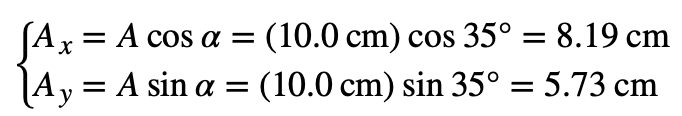 A_x = A cos α = (10.0 cm) cos 35° = 8.19 cm
A_y = A sin α = (10.0 cm) sin 35° = 5.73 cm